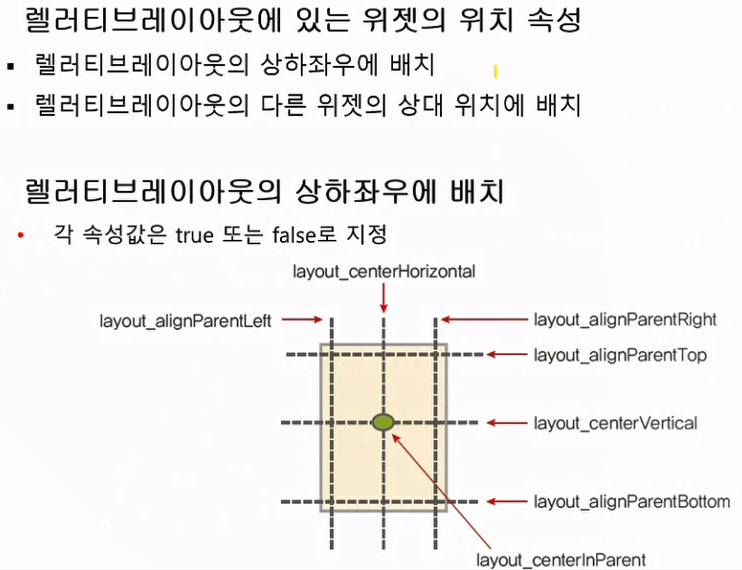 렐러티브레이아웃에 있는 위젯의 위치 속성
▪ 렐러티브레이아웃의 상하좌우에 배치
▪ 렐러티브레이아웃의 다른 위젯의 상대 위치에 배치
렐러티브레이아웃의 상하좌우에 배치
• 각 속성값은 true 또는 false로 지정
layout_centerHorizontal
layout_alignParentLeft
layout_alignParentRight
layout_alignParentTop
layout_centerVertical
layout_alignParentBottom
layout_centerInParent